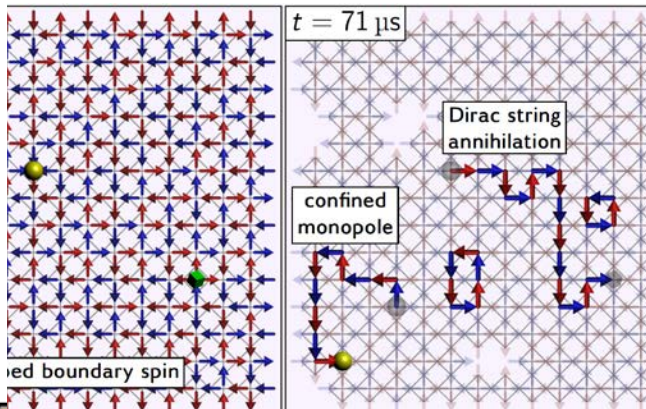 t = 71 µs
Dirac string
annihilation
confined
monopole
boundary spin